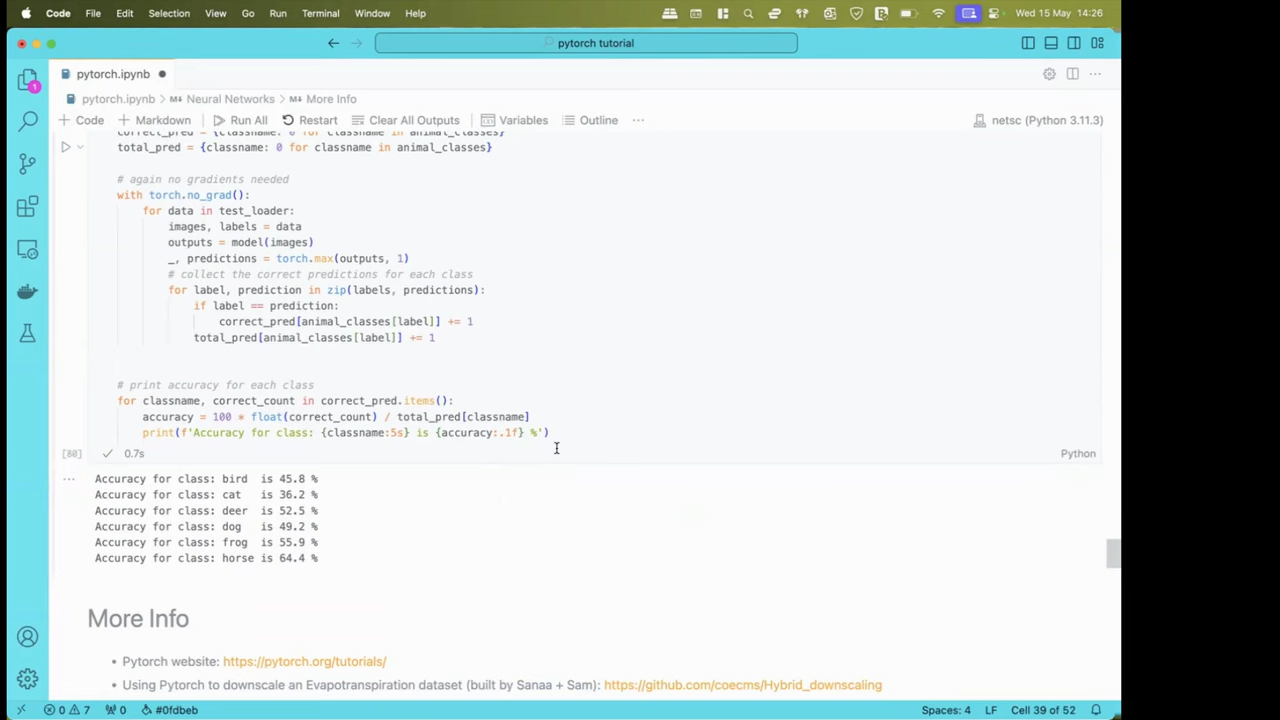 Code File Edit Selection View Go Run Terminal Window Help Wed 15 May 14:26
pytorch tutorial
pytorch.ipynb
pytorch.ipynb > Neural Networks > More Info
+ Code + Markdown Run All Restart Clear All Outputs Variables Outline ... netsc (Python 3.11.3)
correct_pred = {classname: 0 for classname in animal_classes}
total_pred = {classname: 0 for classname in animal_classes}
# again no gradients needed
with torch.no_grad():
for data in test_loader:
images, labels = data
outputs = model(images)
_, predictions = torch.max(outputs, 1)
# collect the correct predictions for each class
for label, prediction in zip(labels, predictions):
if label == prediction:
correct_pred[animal_classes[label]] += 1
total_pred[animal_classes[label]] += 1
# print accuracy for each class
for classname, correct_count in correct_pred.items():
accuracy = 100 * float(correct_count) / total_pred[classname]
print(f'Accuracy for class: {classname:5s} is {accuracy:.1f} %')
[80] 0.7s Python
Accuracy for class: bird is 45.8 %
Accuracy for class: cat is 36.2 %
Accuracy for class: deer is 52.5 %
Accuracy for class: dog is 49.2 %
Accuracy for class: frog is 55.9 %
Accuracy for class: horse is 64.4 %
More Info
• Pytorch website: https://pytorch.org/tutorials/
• Using Pytorch to downscale an Evapotranspiration dataset (built by Sanaa + Sam): https://github.com/coecms/Hybrid_downscaling
1
0 7 0 #0fdbeb Spaces: 4 LF Cell 39 of 52